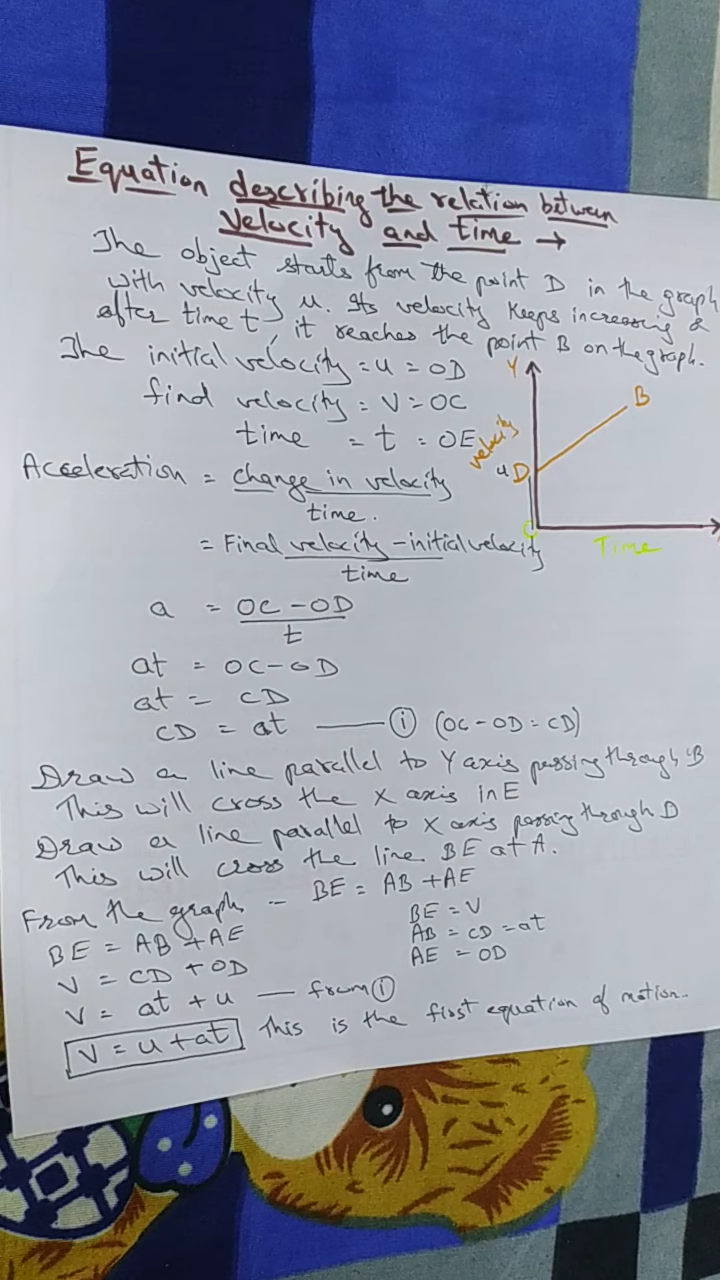 Equation describing the relation between
Velocity and time →
The object starts from the point D in the graph
with velocity u. Its velocity keeps increasing &
after time t, it reaches the point B on the graph.
The initial velocity = u = OD
find velocity = V = OC
time = t = OE
Acceleration = change in velocity
time.
= Final velocity - initial velocity
time
Y
B
velocity
u D
O
Time
a = OC - OD
t
at = OC - OD
at = CD
CD = at —— (i) (OC - OD = CD)
Draw a line parallel to Y axis passing through B
This will cross the X axis in E
Draw a line parallel to X axis passing through D
This will cross the line BE at A.
From the graph - BE = AB + AE
BE = AB + AE
BE = V
V = CD + OD
AB = CD = at
AE = OD
V = at + u — from (i)
V = u + at This is the first equation of motion.